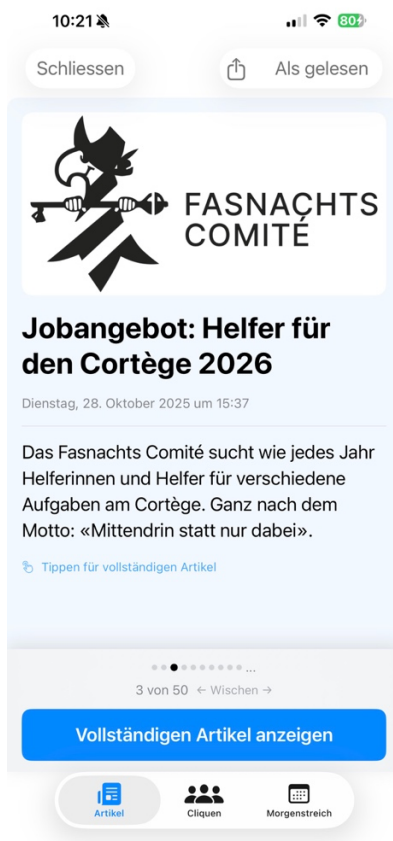 10:21
80
Schliessen
Als gelesen
FASNACHTS
COMITÉ
Jobangebot: Helfer für
den Cortège 2026
Dienstag, 28. Oktober 2025 um 15:37
Das Fasnachts Comité sucht wie jedes Jahr
Helferinnen und Helfer für verschiedene
Aufgaben am Cortège. Ganz nach dem
Motto: «Mittendrin statt nur dabei».
Tippen für vollständigen Artikel
...
3 von 50 ← Wischen →
Vollständigen Artikel anzeigen
Artikel
Cliquen
Morgenstreich